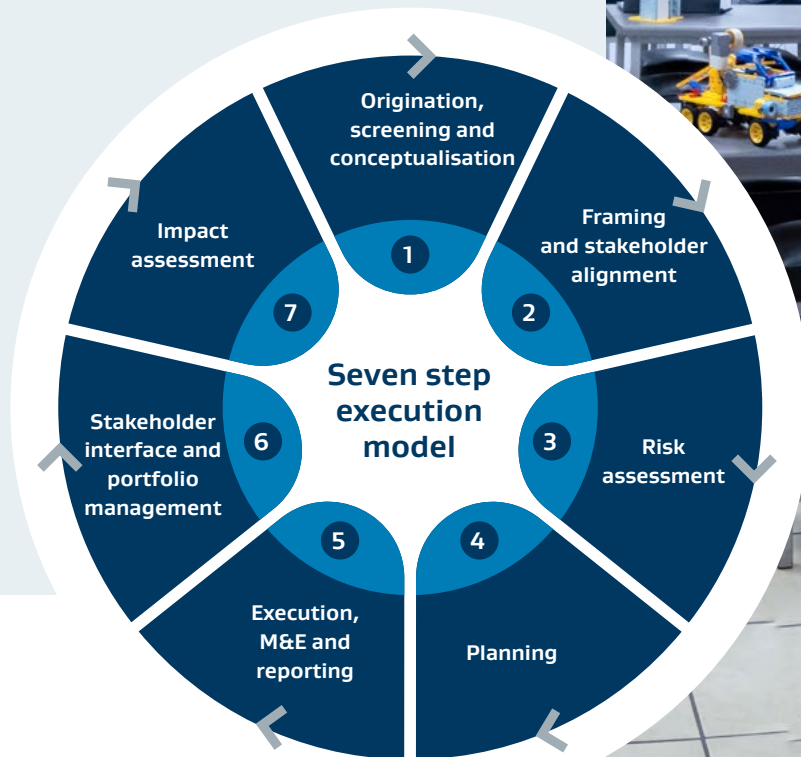 Seven step
execution
model
1
Origination,
screening and
conceptualisation
2
Framing
and stakeholder
alignment
3
Risk
assessment
4
Planning
5
Execution,
M&E and
reporting
6
Stakeholder
interface and
portfolio
management
7
Impact
assessment